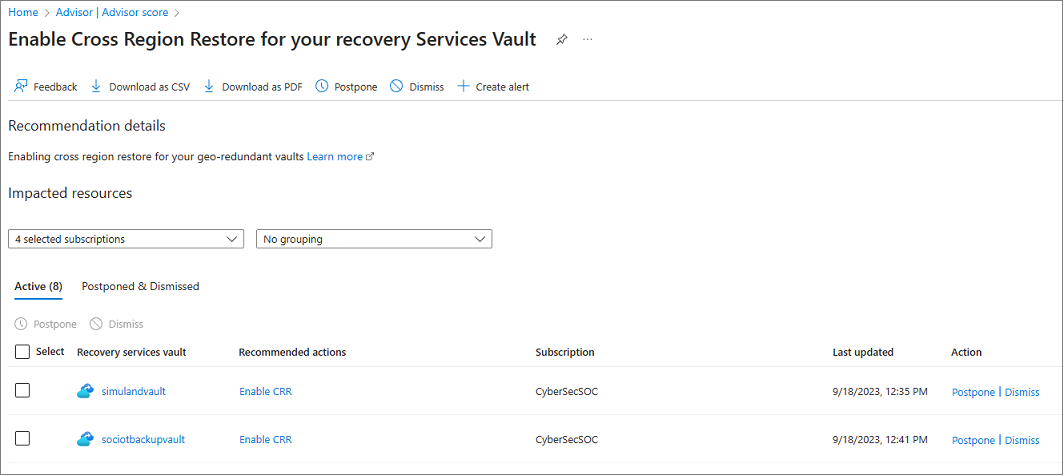 Home > Advisor | Advisor score >
Enable Cross Region Restore for your recovery Services Vault ...
Feedback Download as CSV Download as PDF Postpone Dismiss Create alert
Recommendation details
Enabling cross region restore for your geo-redundant vaults Learn more
Impacted resources
4 selected subscriptions No grouping
Active (8) Postponed & Dismissed
Postpone Dismiss
Select Recovery services vault Recommended actions Subscription Last updated Action
simulandvault Enable CRR CyberSecSOC 9/18/2023, 12:35 PM Postpone | Dismiss
sociotbackupvault Enable CRR CyberSecSOC 9/18/2023, 12:41 PM Postpone | Dismiss